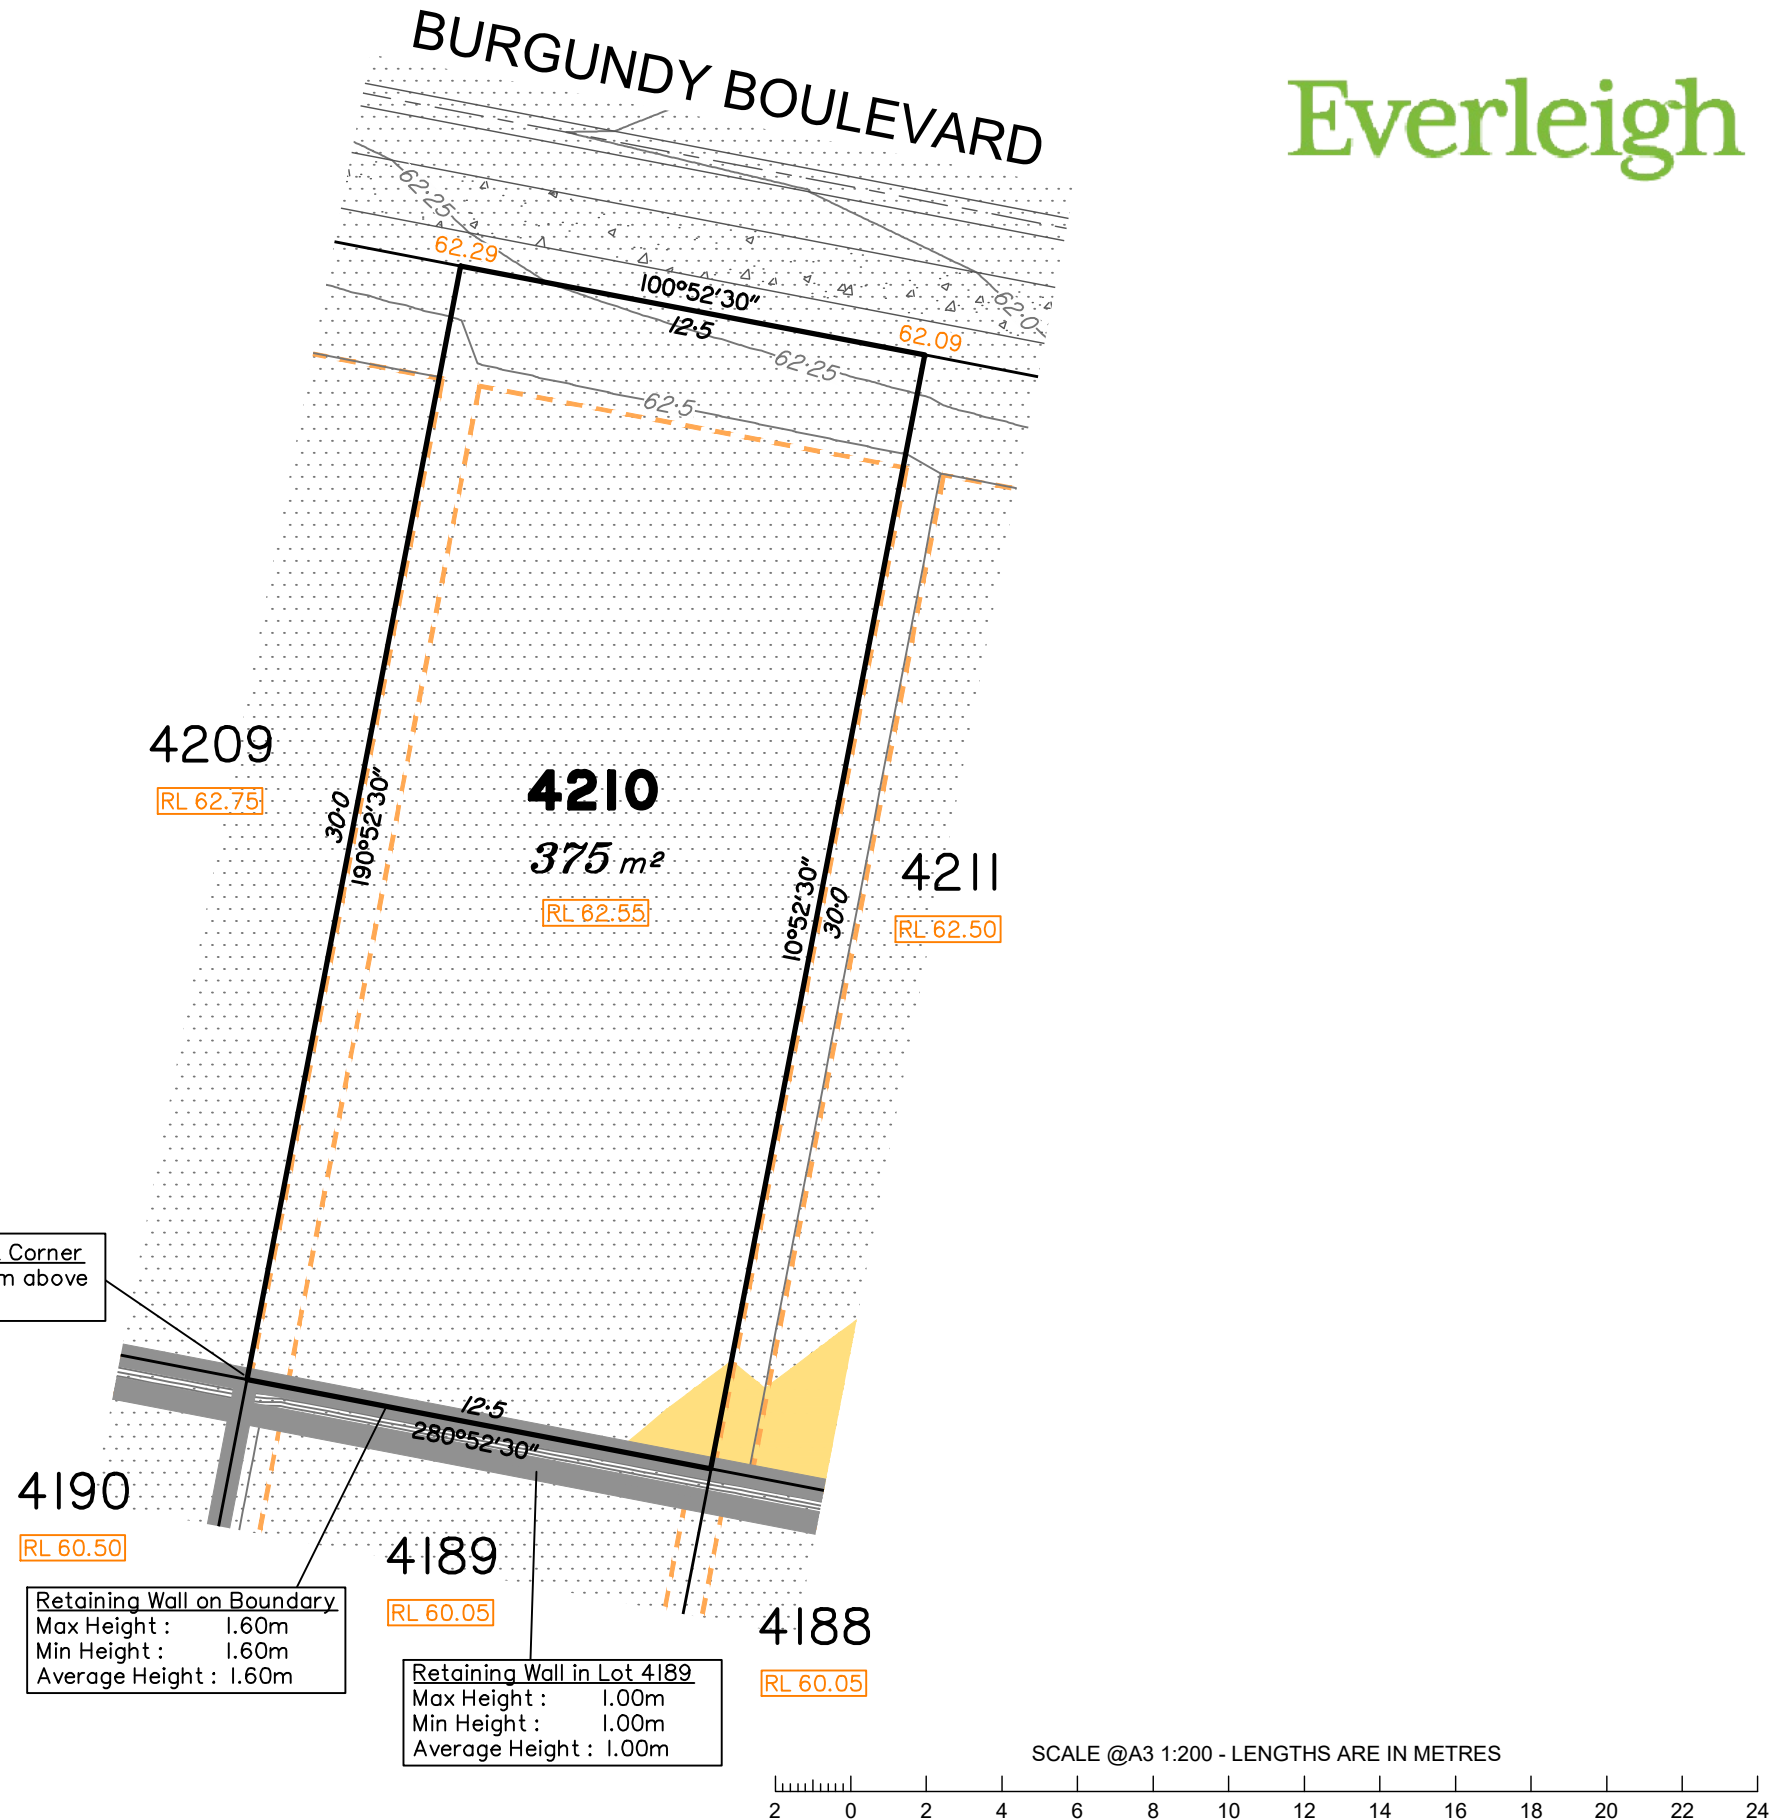 BURGUNDY BOULEVARD
Everleigh
62·25
62.29
100°52'30"
12·5
62·0
62.09
62·25
62·5
4209
RL 62.75
30·0
190°52'30"
4210
375 m²
RL 62.55
10°52'30"
30·0
4211
RL 62.50
Corner
m above
12·5
280°52'30"
4190
RL 60.50
4189
RL 60.05
4188
RL 60.05
Retaining Wall on Boundary
Max Height : 1.60m
Min Height : 1.60m
Average Height : 1.60m
Retaining Wall in Lot 4189
Max Height : 1.00m
Min Height : 1.00m
Average Height : 1.00m
SCALE @A3 1:200 - LENGTHS ARE IN METRES
2 0 2 4 6 8 10 12 14 16 18 20 22 24